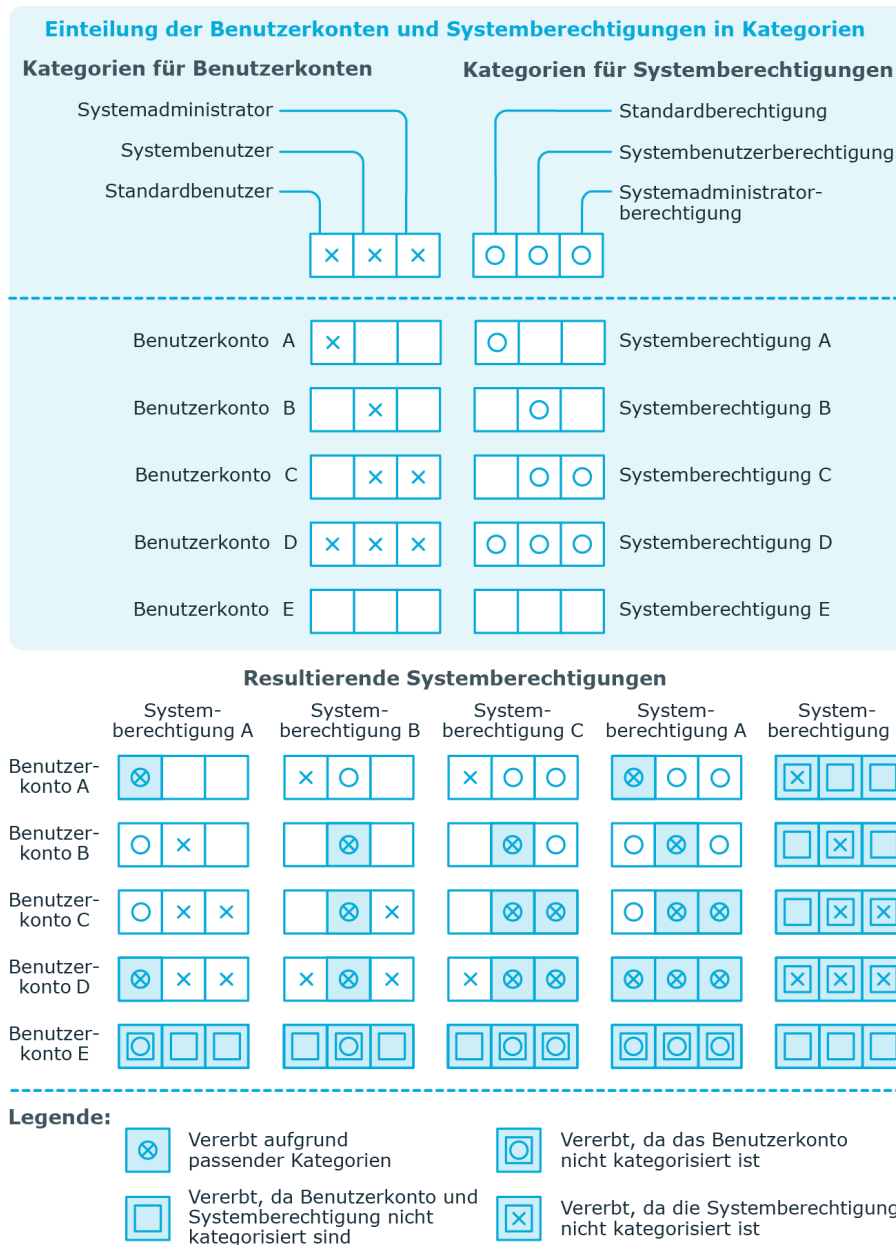 Einteilung der Benutzerkonten und Systemberechtigungen in Kategorien
Kategorien für Benutzerkonten
Kategorien für Systemberechtigungen
Systemadministrator
Systembenutzer
Standardbenutzer
Standardberechtigung
Systembenutzerberechtigung
Systemadministrator-
berechtigung
Benutzerkonto A
Systemberechtigung A
Benutzerkonto B
Systemberechtigung B
Benutzerkonto C
Systemberechtigung C
Benutzerkonto D
Systemberechtigung D
Benutzerkonto E
Systemberechtigung E
Resultierende Systemberechtigungen
System-
berechtigung A
System-
berechtigung B
System-
berechtigung C
System-
berechtigung A
System-
berechtigung
Benutzer-
konto A
Benutzer-
konto B
Benutzer-
konto C
Benutzer-
konto D
Benutzer-
konto E
Legende:
Vererbt aufgrund
passender Kategorien
Vererbt, da das Benutzerkonto
nicht kategorisiert ist
Vererbt, da Benutzerkonto und
Systemberechtigung nicht
kategorisiert sind
Vererbt, da die Systemberechtigung
nicht kategorisiert ist